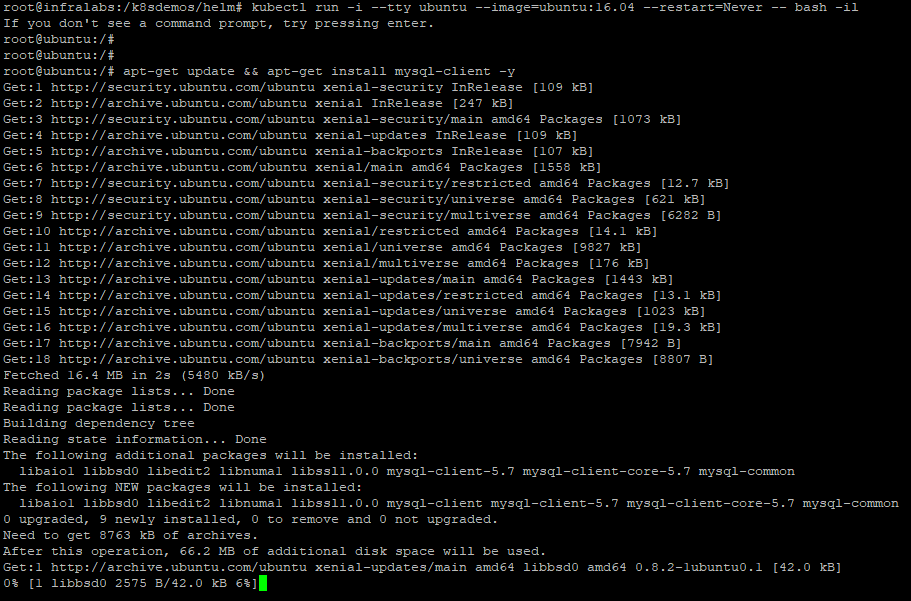 root@infralabs:/k8sdemos/helm# kubectl run -i --tty ubuntu --image=ubuntu:16.04 --restart=Never -- bash -il
If you don't see a command prompt, try pressing enter.
root@ubuntu:/#
root@ubuntu:/#
root@ubuntu:/# apt-get update && apt-get install mysql-client -y
Get:1 http://security.ubuntu.com/ubuntu xenial-security InRelease [109 kB]
Get:2 http://archive.ubuntu.com/ubuntu xenial InRelease [247 kB]
Get:3 http://security.ubuntu.com/ubuntu xenial-security/main amd64 Packages [1073 kB]
Get:4 http://archive.ubuntu.com/ubuntu xenial-updates InRelease [109 kB]
Get:5 http://archive.ubuntu.com/ubuntu xenial-backports InRelease [107 kB]
Get:6 http://archive.ubuntu.com/ubuntu xenial/main amd64 Packages [1558 kB]
Get:7 http://security.ubuntu.com/ubuntu xenial-security/restricted amd64 Packages [12.7 kB]
Get:8 http://security.ubuntu.com/ubuntu xenial-security/universe amd64 Packages [621 kB]
Get:9 http://security.ubuntu.com/ubuntu xenial-security/multiverse amd64 Packages [6282 B]
Get:10 http://archive.ubuntu.com/ubuntu xenial/restricted amd64 Packages [14.1 kB]
Get:11 http://archive.ubuntu.com/ubuntu xenial/universe amd64 Packages [9827 kB]
Get:12 http://archive.ubuntu.com/ubuntu xenial/multiverse amd64 Packages [176 kB]
Get:13 http://archive.ubuntu.com/ubuntu xenial-updates/main amd64 Packages [1443 kB]
Get:14 http://archive.ubuntu.com/ubuntu xenial-updates/restricted amd64 Packages [13.1 kB]
Get:15 http://archive.ubuntu.com/ubuntu xenial-updates/universe amd64 Packages [1023 kB]
Get:16 http://archive.ubuntu.com/ubuntu xenial-updates/multiverse amd64 Packages [19.3 kB]
Get:17 http://archive.ubuntu.com/ubuntu xenial-backports/main amd64 Packages [7942 B]
Get:18 http://archive.ubuntu.com/ubuntu xenial-backports/universe amd64 Packages [8807 B]
Fetched 16.4 MB in 2s (5480 kB/s)
Reading package lists... Done
Reading package lists... Done
Building dependency tree
Reading state information... Done
The following additional packages will be installed:
  libaio1 libbsd0 libedit2 libnuma1 libssl1.0.0 mysql-client-5.7 mysql-client-core-5.7 mysql-common
The following NEW packages will be installed:
  libaio1 libbsd0 libedit2 libnuma1 libssl1.0.0 mysql-client mysql-client-5.7 mysql-client-core-5.7 mysql-common
0 upgraded, 9 newly installed, 0 to remove and 0 not upgraded.
Need to get 8763 kB of archives.
After this operation, 66.2 MB of additional disk space will be used.
Get:1 http://archive.ubuntu.com/ubuntu xenial-updates/main amd64 libbsd0 amd64 0.8.2-1ubuntu0.1 [42.0 kB]
0% [1 libbsd0 2575 B/42.0 kB 6%]